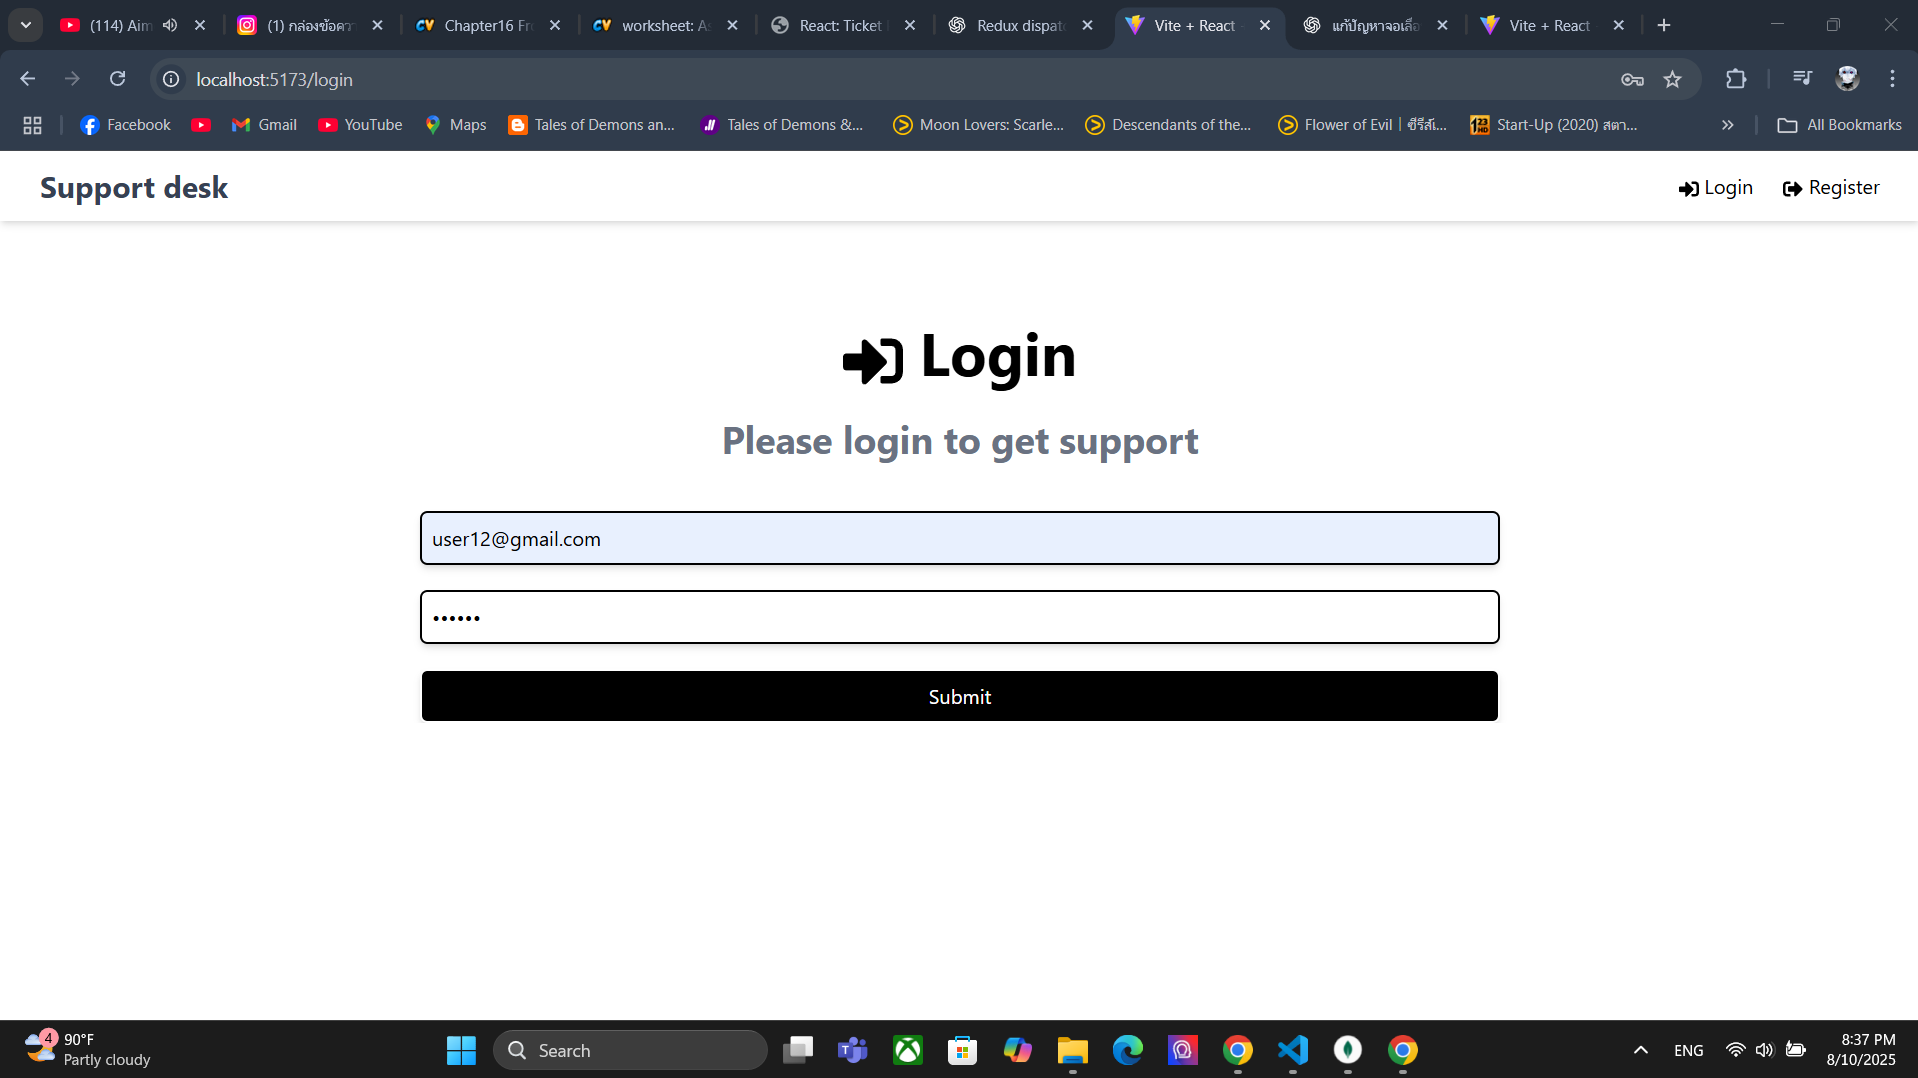 (114) Aim
(1) กล่องข้อควา
Chapter16 Fr
worksheet: As
React: Ticket
Redux dispat
Vite + React
แก้ปัญหาจอเลื่อ
Vite + React
localhost:5173/login
Facebook
Gmail
YouTube
Maps
Tales of Demons an...
Tales of Demons &...
Moon Lovers: Scarle...
Descendants of the...
Flower of Evil | ซีรีส์เ...
Start-Up (2020) สตา...
All Bookmarks
Support desk
Login
Register
Login
Please login to get support
user12@gmail.com
••••••
Submit
4
90°F
Partly cloudy
Search
ENG
8:37 PM
8/10/2025